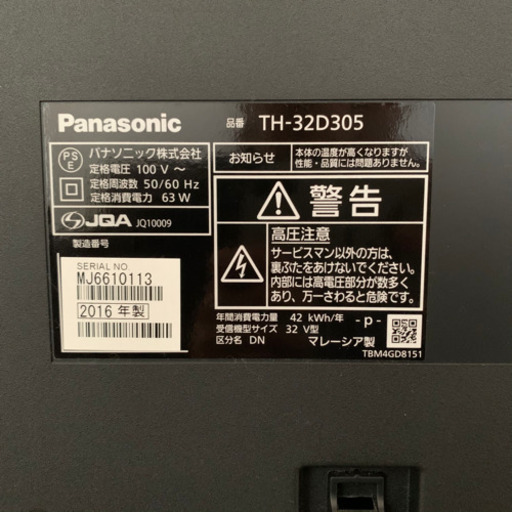 Panasonic
品番 TH-32D305
PSE
パナソニック株式会社
定格電圧 100 V ～
定格周波数 50/60 Hz
定格消費電力 63 W
JQA JQ10009
製造番号
SERIAL NO.
MJ6610113
2016 年製
お知らせ
本体の温度が高くなりますが
性能・品質には問題ありません。
警告
高圧注意
サービスマン以外の方は、
裏ぶたをあけないでください。
内部には高電圧部分が数多く
あり、万一さわると危険です。
年間消費電力量 42 kWh/年
受信機型サイズ 32 V型
区分名 DN
-p-
マレーシア製
TBM4GD8151